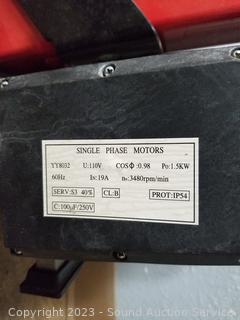 SINGLE PHASE MOTORS
YY8032 U:110V COSΦ:0.98 Po:1.5KW
60Hz Is:19A no:3480rpm/min
SERV:S3 40% CL:B PROT:IP54
C:100μF/250V
Copyright 2023 - Sound Auction Service